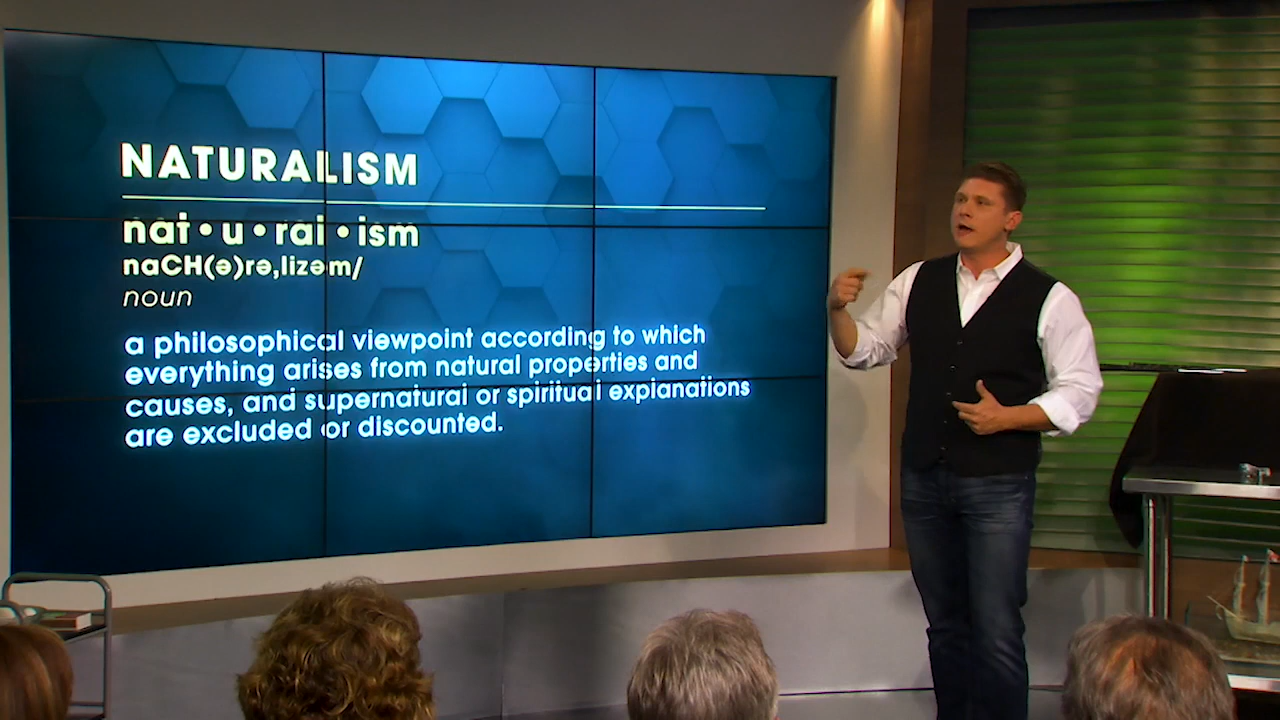 NATURALISM
nat • u • ral • ism
naCH(ə)rə,lizəm/
noun
a philosophical viewpoint according to which
everything arises from natural properties and
causes, and supernatural or spiritual explanations
are excluded or discounted.